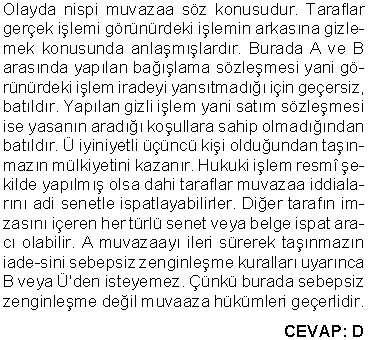 Olayda nispi muvazaa söz konusudur. Taraflar
gerçek işlemi görünürdeki işlemin arkasına gizle-
mek konusunda anlaşmışlardır. Burada A ve B
arasında yapılan bağışlama sözleşmesi yani gö-
rünürdeki işlem iradeyi yansıtmadığı için geçersiz,
batıldır. Yapılan gizli işlem yani satım sözleşmesi
ise yasanın aradığı koşullara sahip olmadığından
batıldır. Ü iyiniyetli üçüncü kişi olduğundan taşın-
mazın mülkiyetini kazanır. Hukuki işlem resmî şe-
kilde yapılmış olsa dahi taraflar muvazaa iddiala-
rını adi senetle ispatlayabilirler. Diğer tarafın im-
zasını içeren her türlü senet veya belge ispat ara-
cı olabilir. A muvazaayı ileri sürerek taşınmazın
iade-sini sebepsiz zenginleşme kuralları uyarınca
B veya Ü'den isteyemez. Çünkü burada sebepsiz
zenginleşme değil muvaaza hükümleri geçerlidir.
CEVAP: D